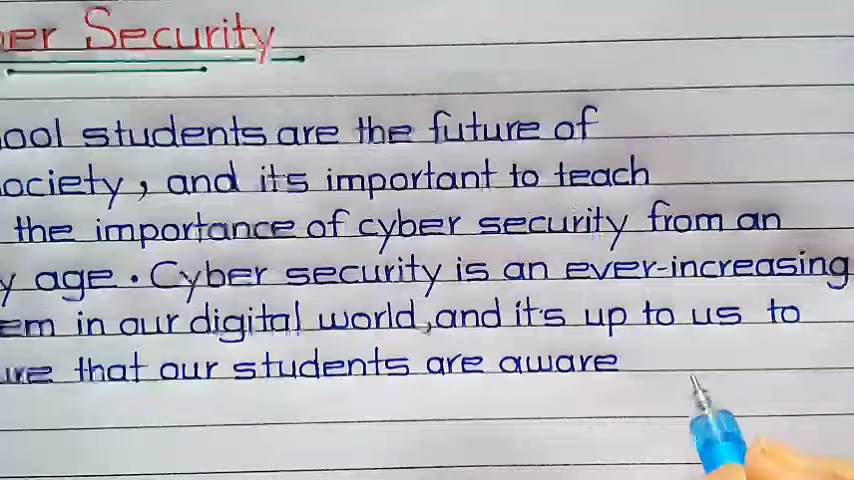 er Security
ool students are the future of
ociety, and its important to teach
the importance of cyber security from an
y age. Cyber security is an ever-increasing
em in our digital world, and it's up to us to
ure that our students are aware